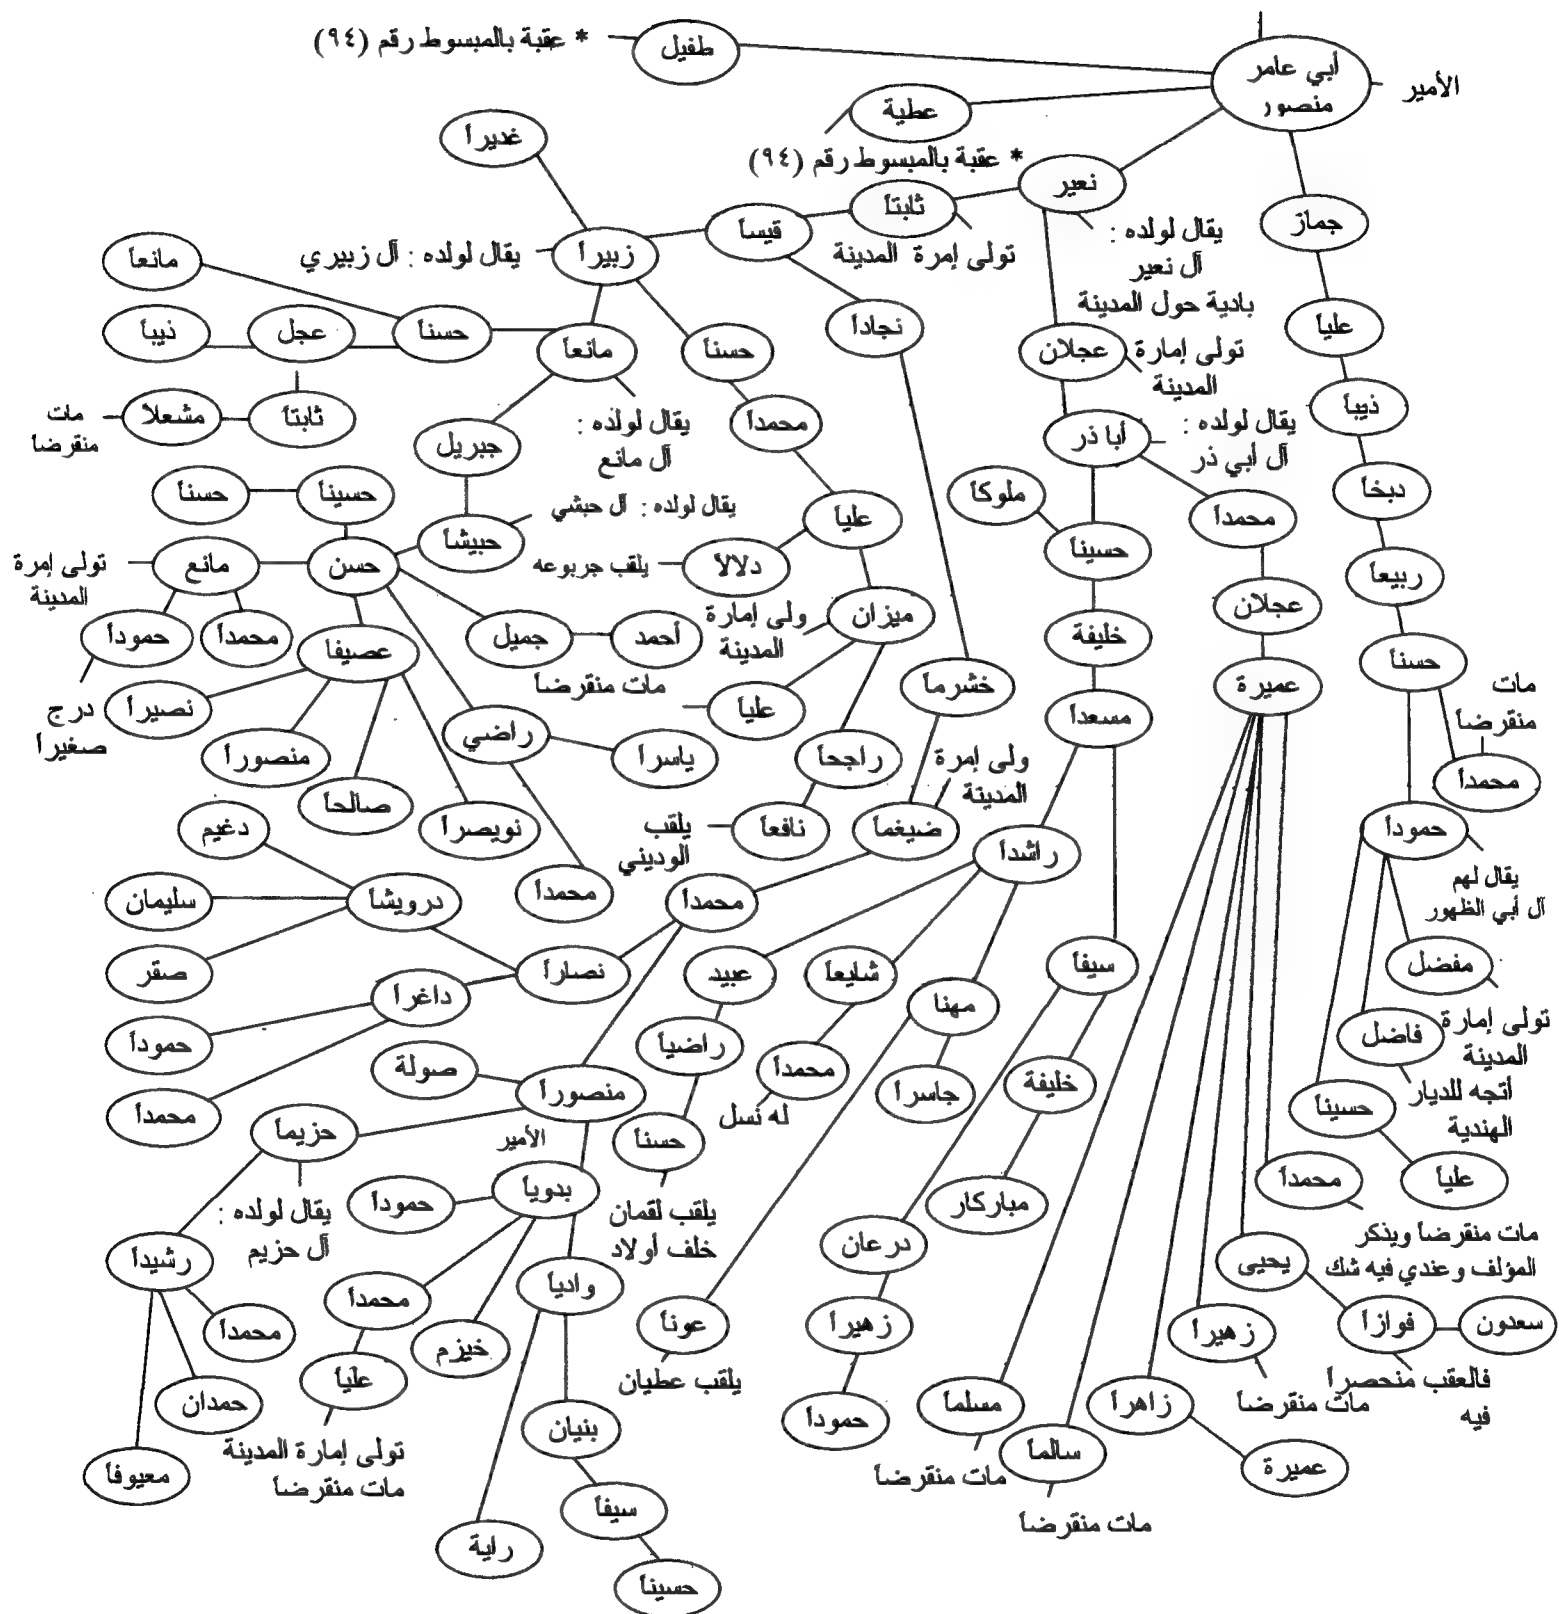 أبي عامر
منصور
الأمير
طفيل
* عقبة بالمبسوط رقم (٩٤)
عطية
* عقبة بالمبسوط رقم (٩٤)
غديرا
نعير
ثابتا
قيسا
زبيرا
جماز
يقال لولده :
آل نعير
بادية حول المدينة
تولى إمرة المدينة
يقال لولده : آل زبيري
مانعا
عليا
نجادا
حسنا
مانعا
حسنا
عجل
ذيبا
عجلان
تولى إمارة
المدينة
ذيبا
أبا ذر
يقال لولده :
آل أبي ذر
محمدا
يقال لولده :
آل مانع
جبريل
ثابتا
مشعلا
مات
منقرضا
دبخا
محمدا
ملوكا
حسينا
عليا
دلالا
يلقب جربوعه
حبيشا
يقال لولده : آل حبشي
حسينا
حسنا
حسن
مانع
تولى إمرة
المدينة
ربيعا
عجلان
خليفة
ميزان
ولى إمارة
المدينة
أحمد
جميل
عصيفا
محمدا
حمودا
حسنا
مات
منقرضا
عميرة
مسعدا
خشرما
عليا
مات منقرضا
راضي
ياسرا
نصيرا
درج
صغيرا
محمدا
راجحا
منصورا
صالحا
نويصرا
ولى إمرة
المدينة
ضيغما
نافعا
يلقب
الوديني
حمودا
يقال لهم
آل أبي الظهور
راشدا
محمدا
محمدا
درويشا
دغيم
سليمان
صقر
مفضل
تولى إمارة
المدينة
سيفا
مهنا
شايعا
عبيد
نصارا
داغرا
حمودا
محمدا
فاضل
أتجه للديار
الهندية
خليفة
جاسرا
محمدا
له نسل
راضيا
منصورا
الأمير
صولة
حزيما
يقال لولده :
آل حزيم
حسينا
عليا
محمدا
مات منقرضا ويذكر
المؤلف وعندي فيه شك
مباركار
حسنا
يلقب لقمان
خلف أولاد
بدويا
حمودا
يحيى
درعان
واديا
رشيدا
فوازا
سعدون
فالعقب منحصرا
فيه
زهيرا
مات منقرضا
زهيرا
عونا
يلقب عطيان
خيزم
محمدا
محمدا
زاهرا
عميرة
مسلما
مات منقرضا
حمودا
عليا
تولى إمارة المدينة
مات منقرضا
حمدان
معيوفا
سالما
مات منقرضا
بنيان
سيفا
حسينا
راية